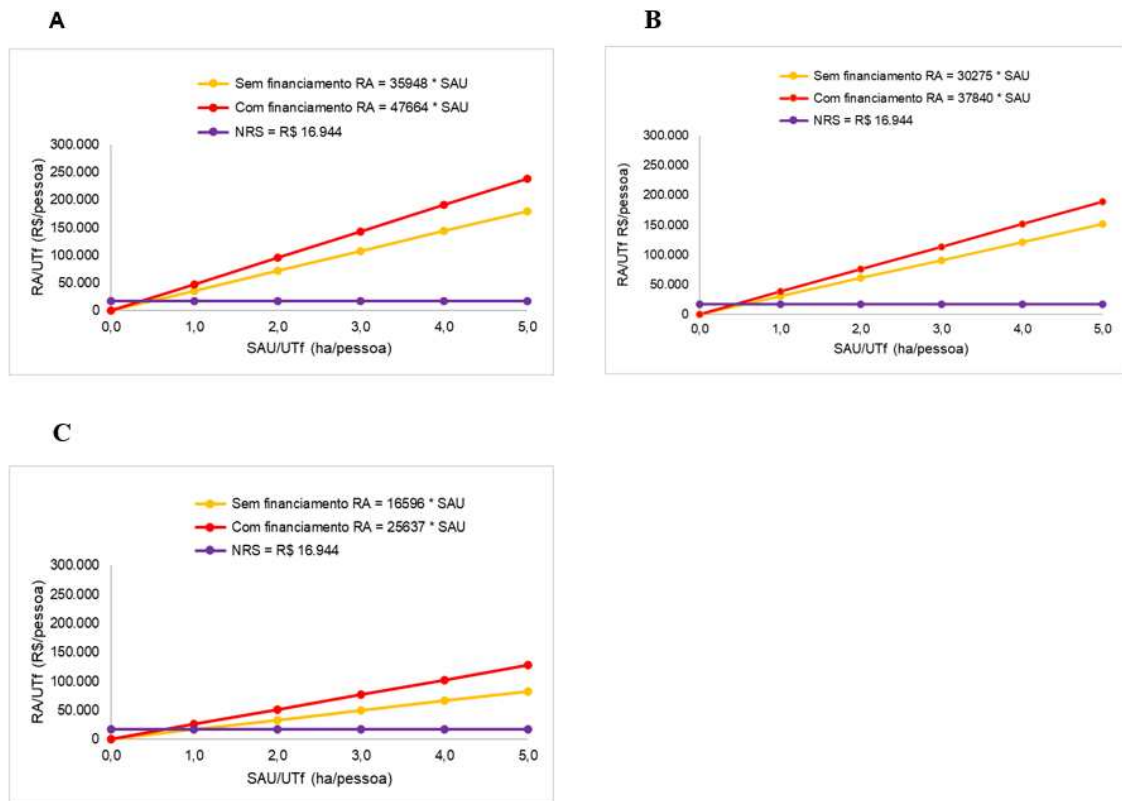 A
Sem financiamento RA = 35948 * SAU
Com financiamento RA = 47664 * SAU
NRS = R$ 16.944
RA/UTf (R$/pessoa)
300.000
250.000
200.000
150.000
100.000
50.000
0
0,0 1,0 2,0 3,0 4,0 5,0
SAU/UTf (ha/pessoa)
B
Sem financiamento RA = 30275 * SAU
Com financiamento RA = 37840 * SAU
NRS = R$ 16.944
RA/UTf R$/pessoa)
300.000
250.000
200.000
150.000
100.000
50.000
0
0,0 1,0 2,0 3,0 4,0 5,0
SAU/UTf (ha/pessoa)
C
Sem financiamento RA = 16596 * SAU
Com financiamento RA = 25637 * SAU
NRS = R$ 16.944
RA/UTf (R$/pessoa)
300.000
250.000
200.000
150.000
100.000
50.000
0
0,0 1,0 2,0 3,0 4,0 5,0
SAU/UTf (ha/pessoa)